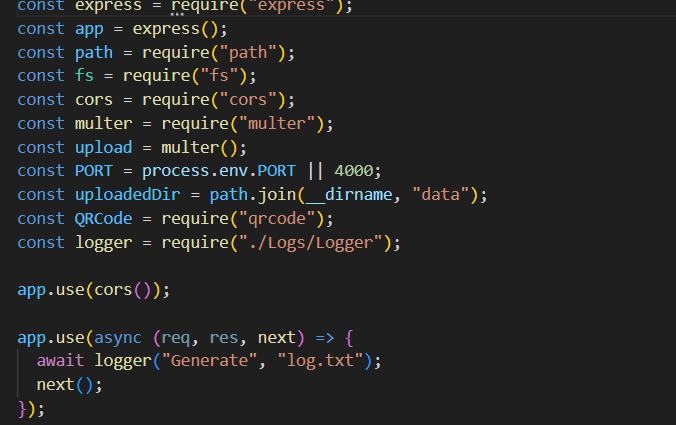 const express = require("express");
const app = express();
const path = require("path");
const fs = require("fs");
const cors = require("cors");
const multer = require("multer");
const upload = multer();
const PORT = process.env.PORT || 4000;
const uploadedDir = path.join(__dirname, "data");
const QRCode = require("qrcode");
const logger = require("./Logs/Logger");
app.use(cors());
app.use(async (req, res, next) => {
  await logger("Generate", "log.txt");
  next();
});